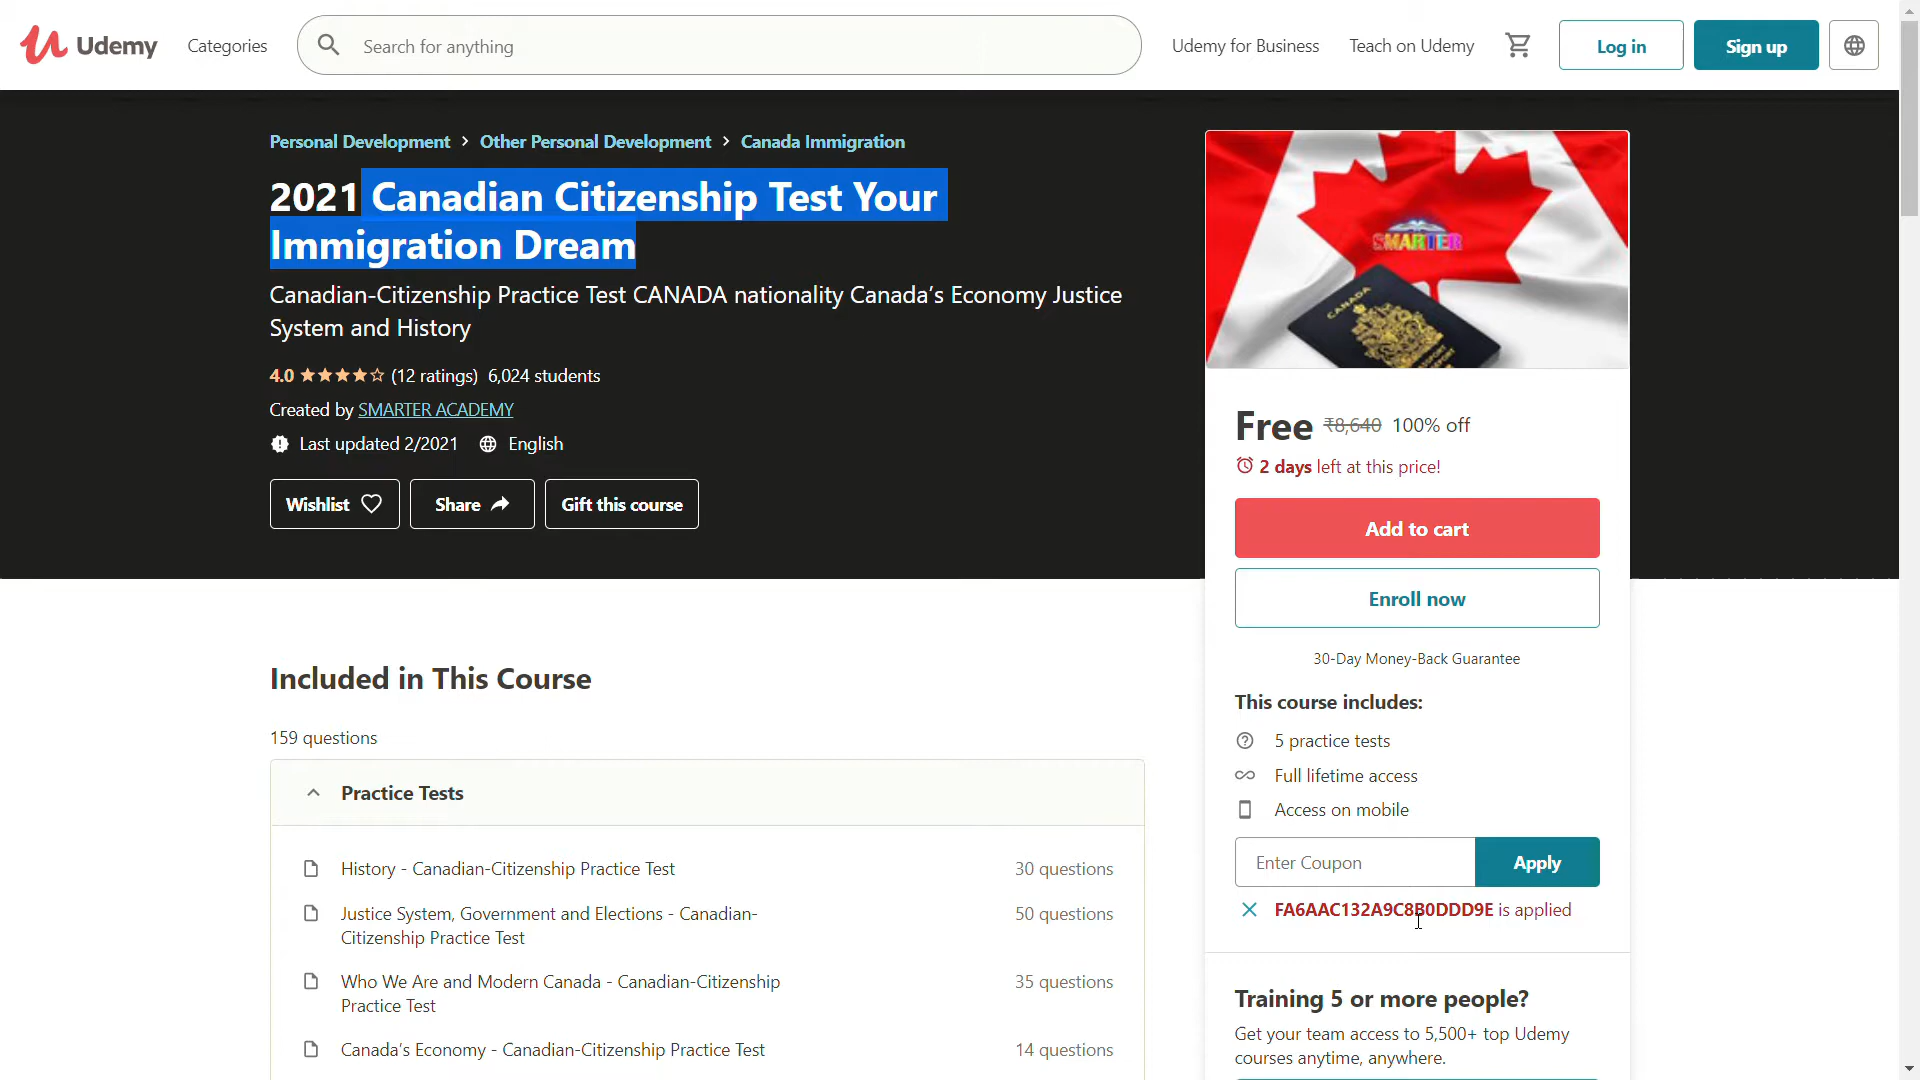 Udemy
Categories
Search for anything
Udemy for Business
Teach on Udemy
Log in
Sign up
Personal Development > Other Personal Development > Canada Immigration
2021 Canadian Citizenship Test Your
Immigration Dream
Canadian-Citizenship Practice Test CANADA nationality Canada's Economy Justice
System and History
4.0 (12 ratings) 6,024 students
Created by SMARTER ACADEMY
Last updated 2/2021 English
Wishlist
Share
Gift this course
SMARTER
CANADA
PASSPORT
PASSEPORT
Free ₹8,640 100% off
2 days left at this price!
Add to cart
Enroll now
30-Day Money-Back Guarantee
This course includes:
5 practice tests
Full lifetime access
Access on mobile
Enter Coupon
Apply
FA6AAC132A9C8B0DDD9E is applied
Training 5 or more people?
Get your team access to 5,500+ top Udemy
courses anytime, anywhere.
Included in This Course
159 questions
Practice Tests
History - Canadian-Citizenship Practice Test 30 questions
Justice System, Government and Elections - Canadian-
Citizenship Practice Test 50 questions
Who We Are and Modern Canada - Canadian-Citizenship
Practice Test 35 questions
Canada's Economy - Canadian-Citizenship Practice Test 14 questions